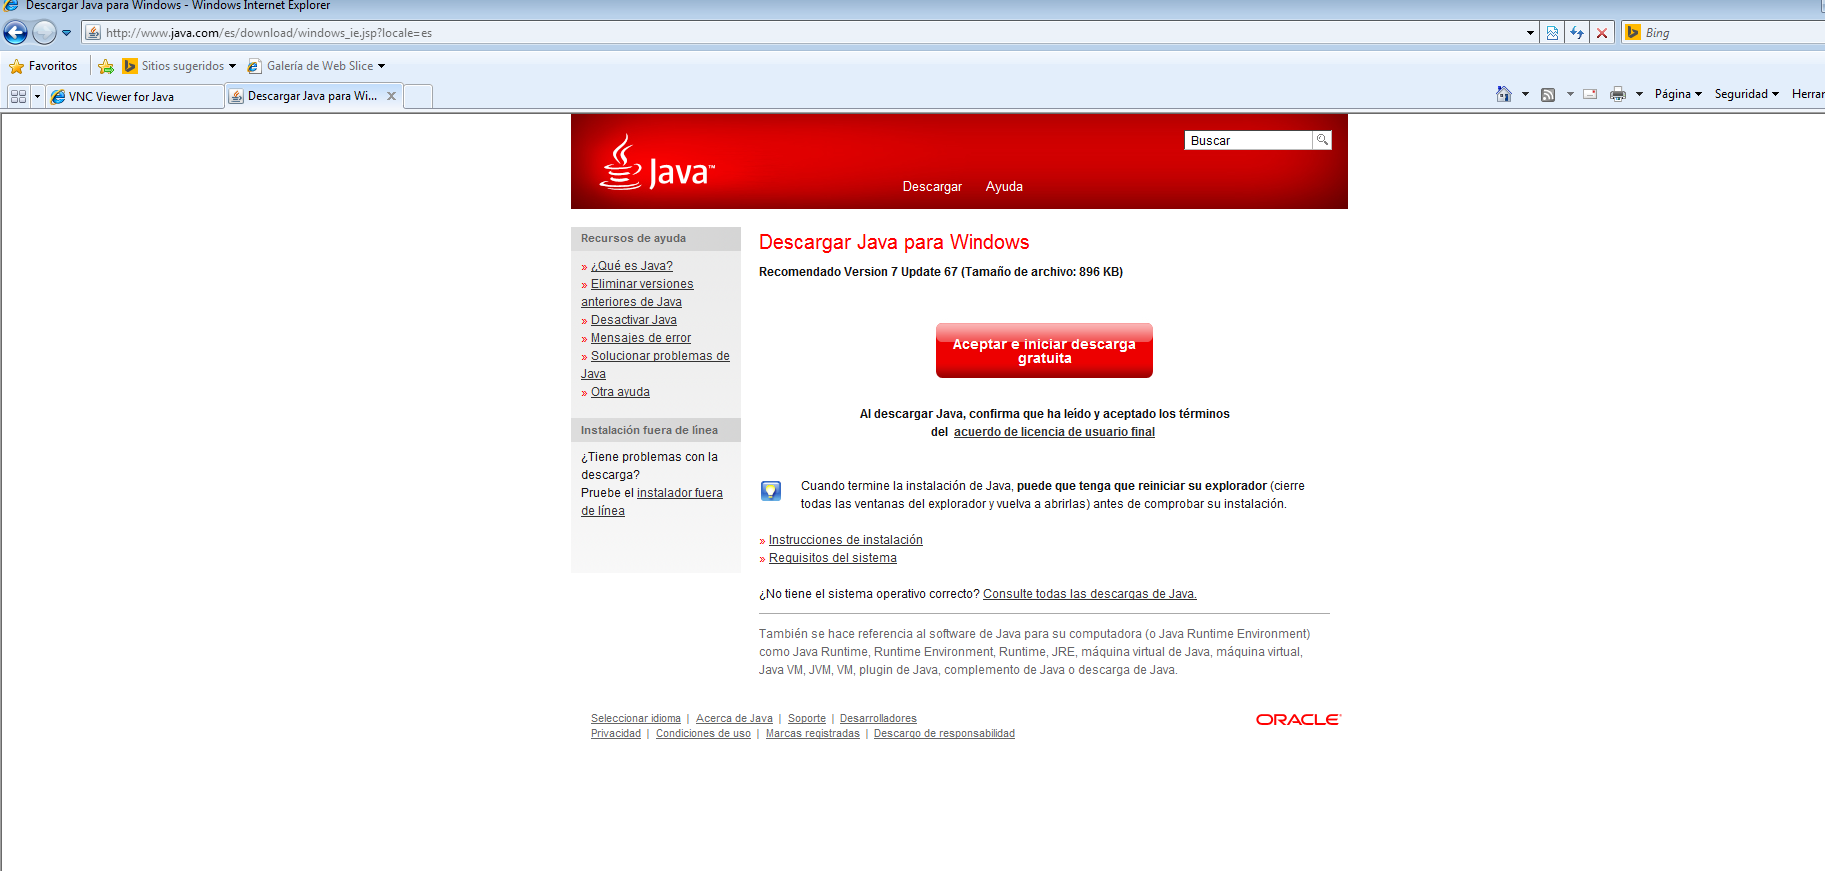 Descargar Java para Windows - Windows Internet Explorer
http://www.java.com/es/download/windows_ie.jsp?locale=es
Bing
Favoritos
Sitios sugeridos
Galería de Web Slice
VNC Viewer for Java
Descargar Java para Wi...
Página
Seguridad
Java™
Buscar
Descargar
Ayuda
Recursos de ayuda
» ¿Qué es Java?
» Eliminar versiones
anteriores de Java
» Desactivar Java
» Mensajes de error
» Solucionar problemas de
Java
» Otra ayuda
Instalación fuera de línea
¿Tiene problemas con la
descarga?
Pruebe el instalador fuera
de línea
Descargar Java para Windows
Recomendado Version 7 Update 67 (Tamaño de archivo: 896 KB)
Aceptar e iniciar descarga
gratuita
Al descargar Java, confirma que ha leído y aceptado los términos
del acuerdo de licencia de usuario final
Cuando termine la instalación de Java, puede que tenga que reiniciar su explorador (cierre
todas las ventanas del explorador y vuelva a abrirlas) antes de comprobar su instalación.
» Instrucciones de instalación
» Requisitos del sistema
¿No tiene el sistema operativo correcto? Consulte todas las descargas de Java.
También se hace referencia al software de Java para su computadora (o Java Runtime Environment)
como Java Runtime, Runtime Environment, Runtime, JRE, máquina virtual de Java, máquina virtual,
Java VM, JVM, VM, plugin de Java, complemento de Java o descarga de Java.
Seleccionar idioma | Acerca de Java | Soporte | Desarrolladores
Privacidad | Condiciones de uso | Marcas registradas | Descargo de responsabilidad
ORACLE